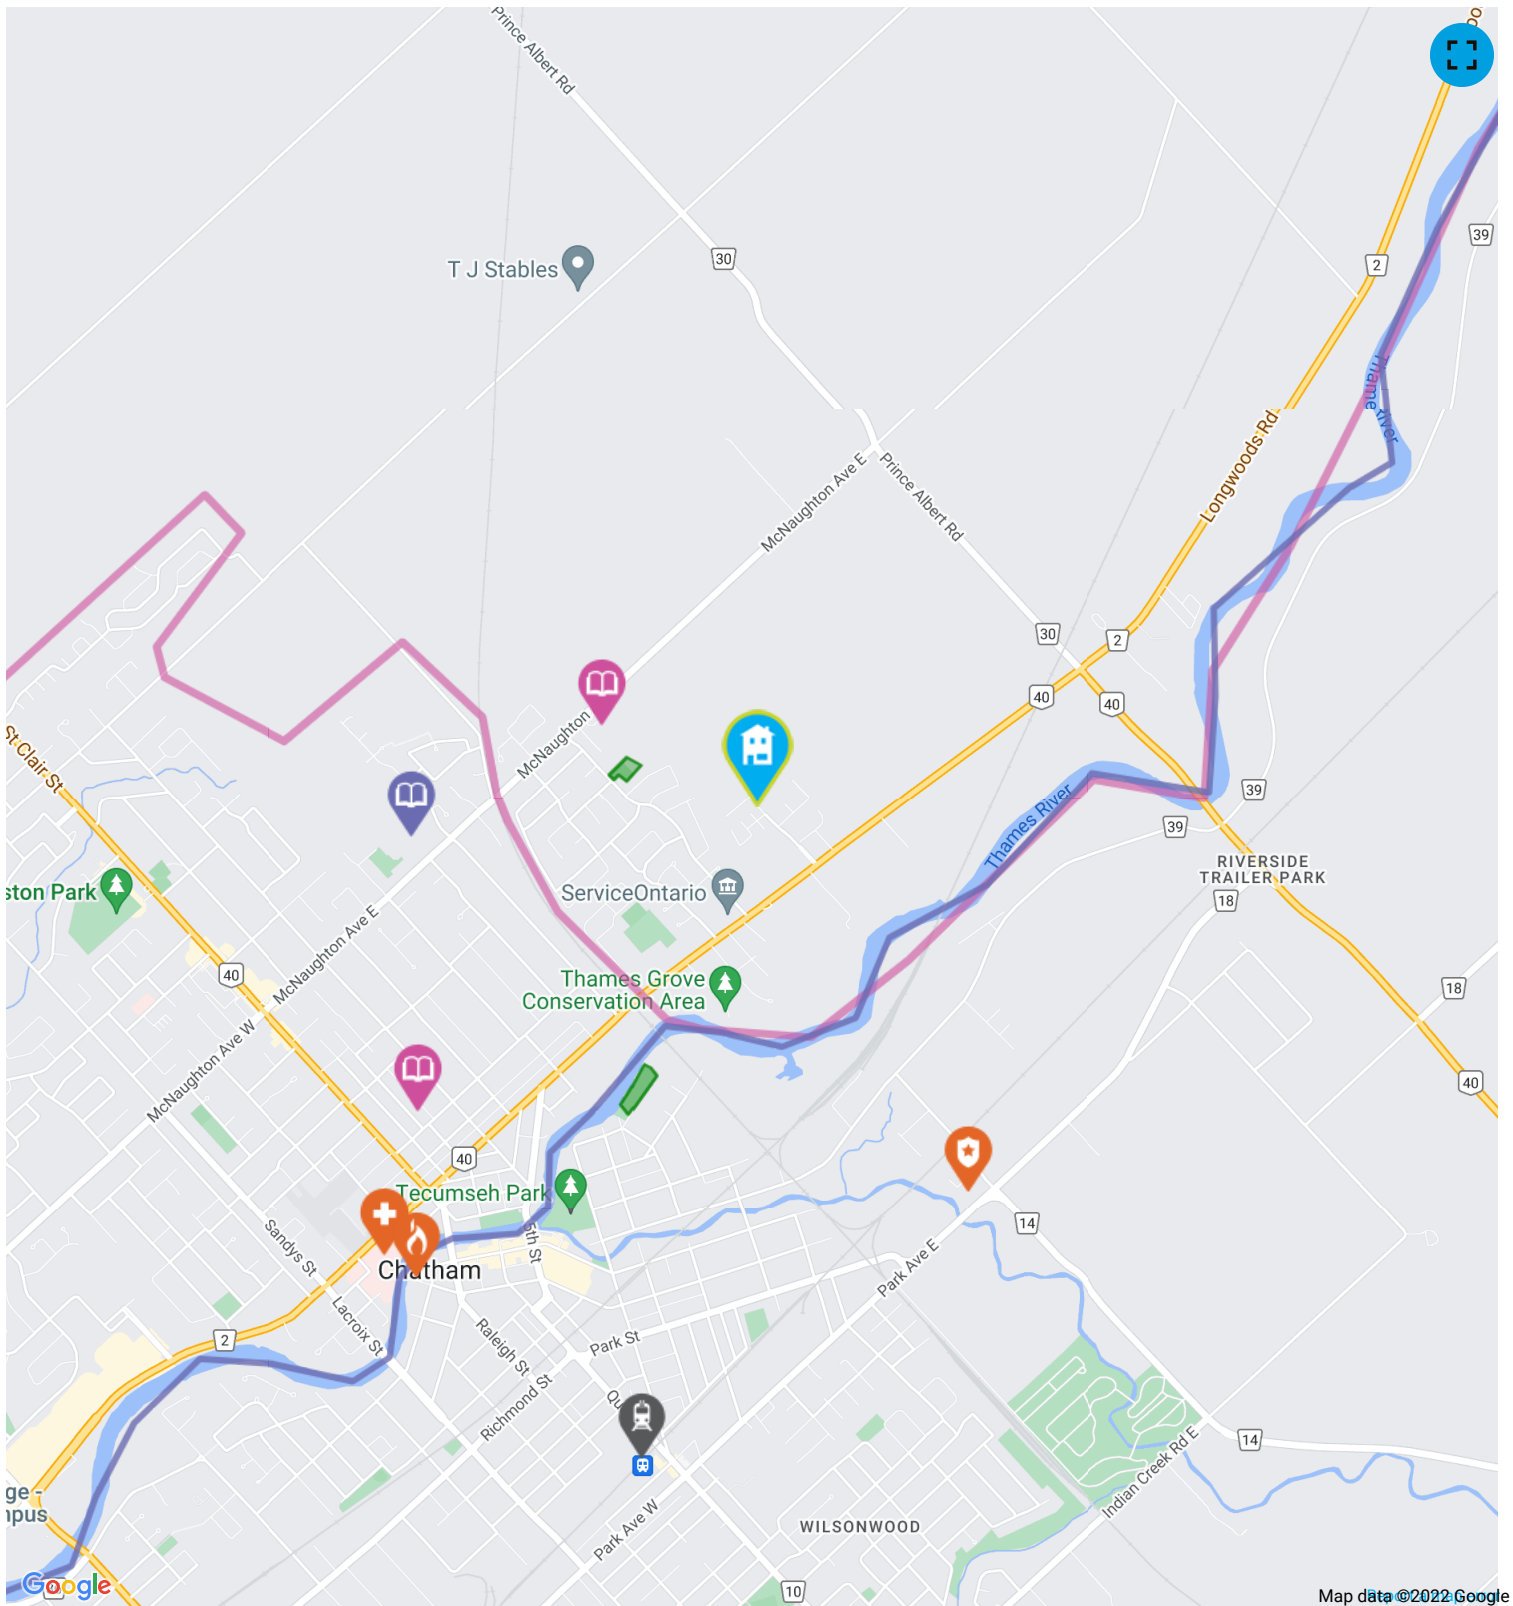 Prince Albert Rd
39
2
30
T J Stables
Thame
River
Longwoods Rd
McNaughton Ave E
Prince Albert Rd
30
2
40
40
McNaughton
St Clair St
39
Thames River
39
RIVERSIDE
TRAILER PARK
ston Park
ServiceOntario
18
McNaughton Ave E
40
Thames Grove
Conservation Area
18
McNaughton Ave W
40
40
Tecumseh Park
5th St
14
Sandys St
Chatham
Park Ave E
Lacroix St
2
Raleigh St
Park St
Richmond St
Qu
14
Indian Creek Rd E
ge -
npus
WILSONWOOD
Park Ave W
10
Google
Map data ©2022 Google